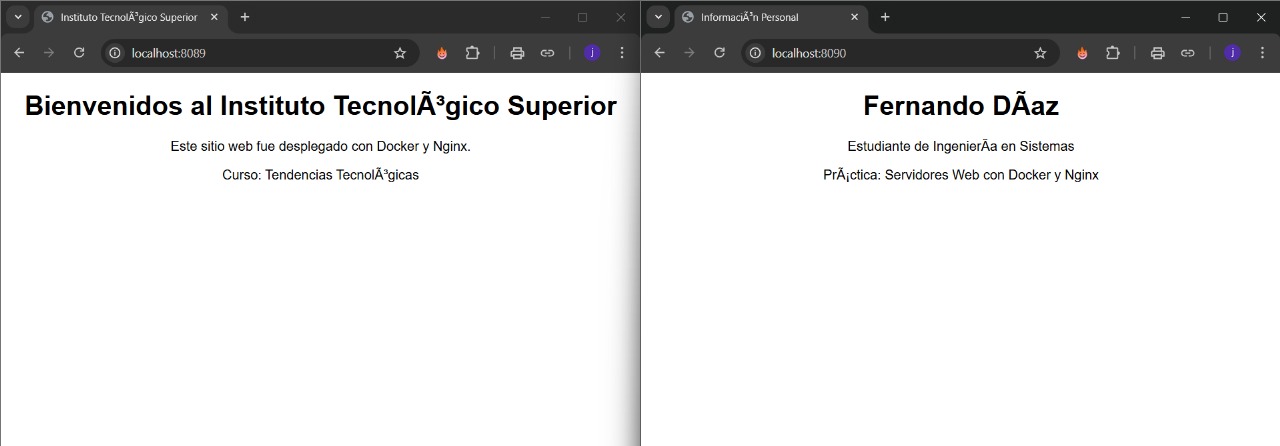 Instituto TecnolÃ³gico Superior
localhost:8089
j
Bienvenidos al Instituto TecnolÃ³gico Superior
Este sitio web fue desplegado con Docker y Nginx.
Curso: Tendencias TecnolÃ³gicas
InformaciÃ³n Personal
localhost:8090
j
Fernando DÃaz
Estudiante de IngenierÃa en Sistemas
PrÃ¡ctica: Servidores Web con Docker y Nginx